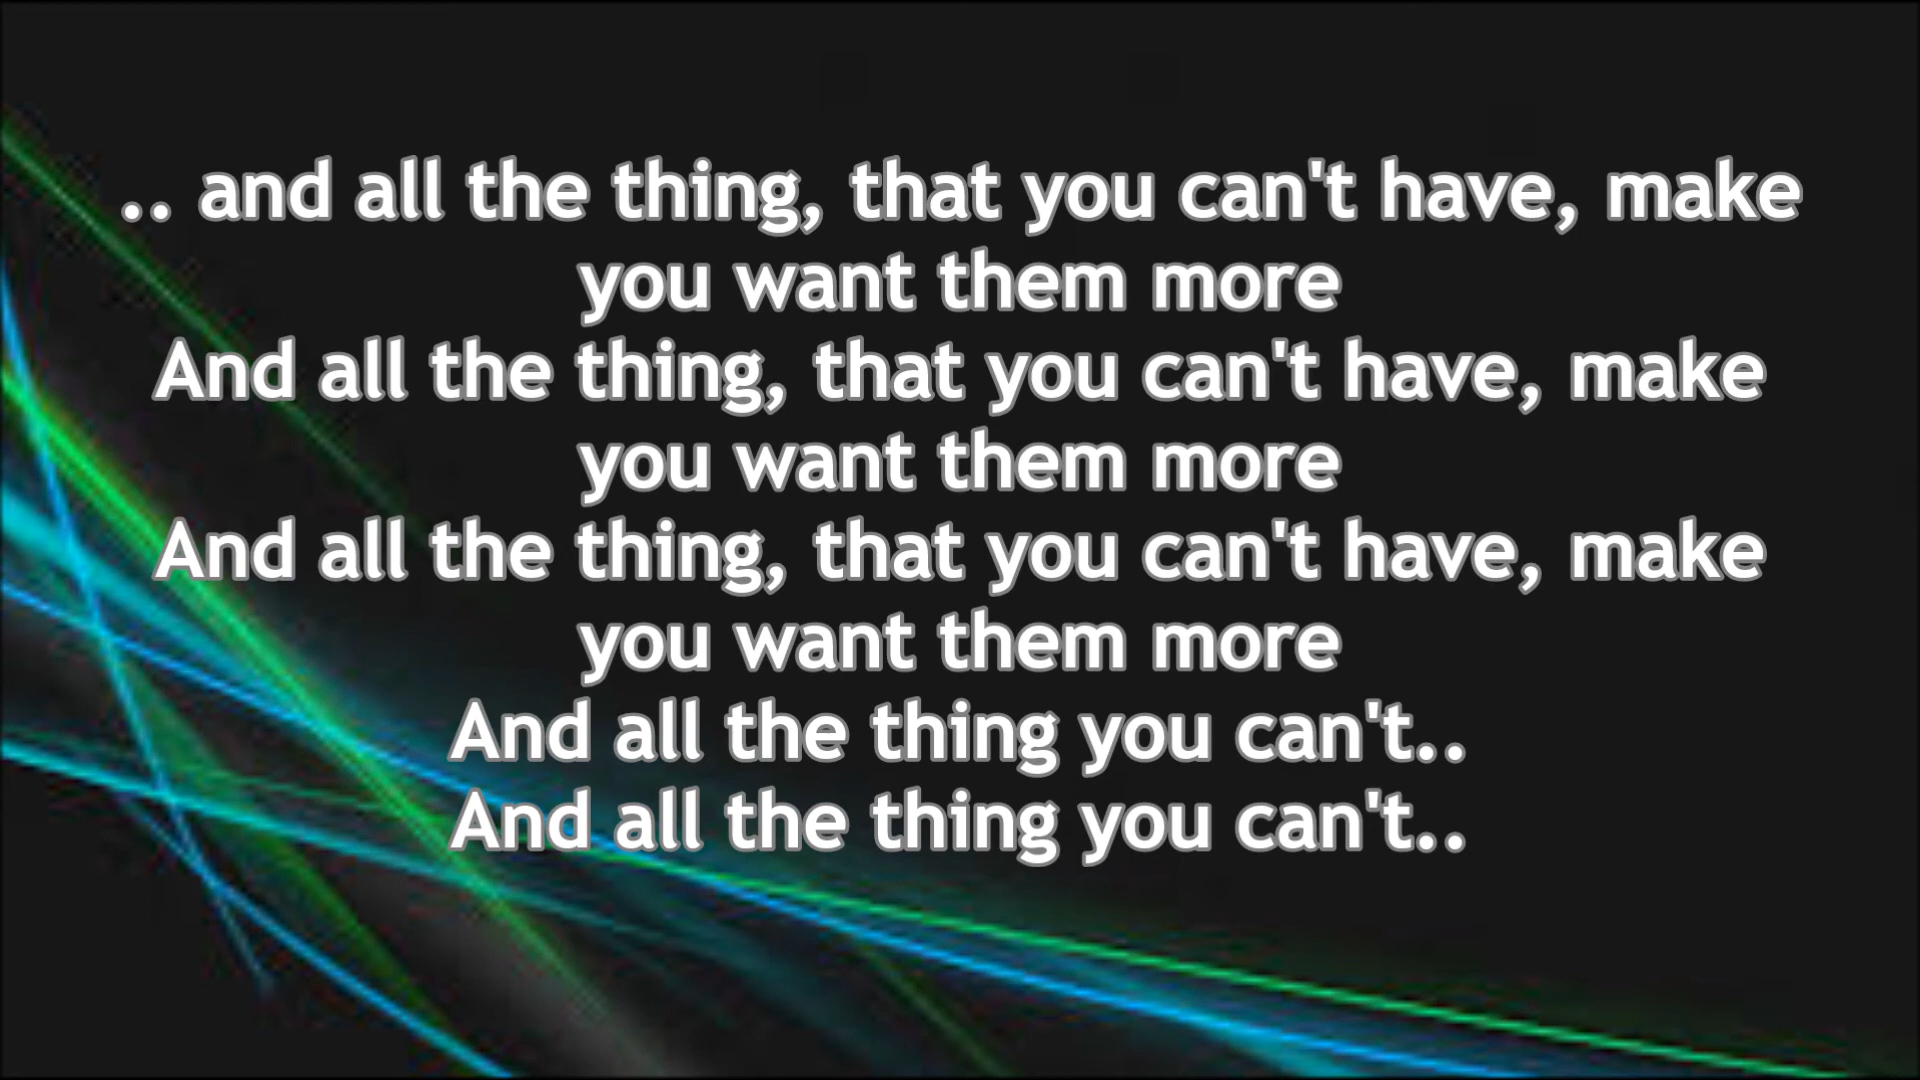 .. and all the thing, that you can't have, make
you want them more
And all the thing, that you can't have, make
you want them more
And all the thing, that you can't have, make
you want them more
And all the thing you can't..
And all the thing you can't..